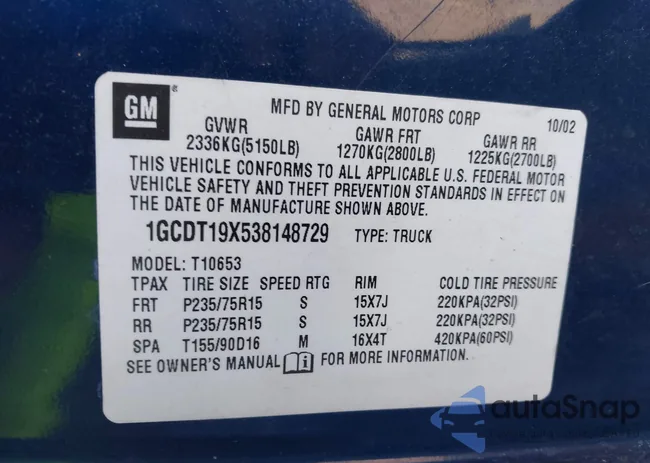 GM
MFD BY GENERAL MOTORS CORP 10/02
GVWR GAWR FRT GAWR RR
2336KG(5150LB) 1270KG(2800LB) 1225KG(2700LB)
THIS VEHICLE CONFORMS TO ALL APPLICABLE U.S. FEDERAL MOTOR
VEHICLE SAFETY AND THEFT PREVENTION STANDARDS IN EFFECT ON
THE DATE OF MANUFACTURE SHOWN ABOVE.
1GCDT19X538148729 TYPE: TRUCK
MODEL: T10653
TPAX TIRE SIZE SPEED RTG RIM COLD TIRE PRESSURE
FRT P235/75R15 S 15X7J 220KPA(32PSI)
RR P235/75R15 S 15X7J 220KPA(32PSI)
SPA T155/90D16 M 16X4T 420KPA(60PSI)
SEE OWNER'S MANUAL i FOR MORE INFORMATION.
autoSnap